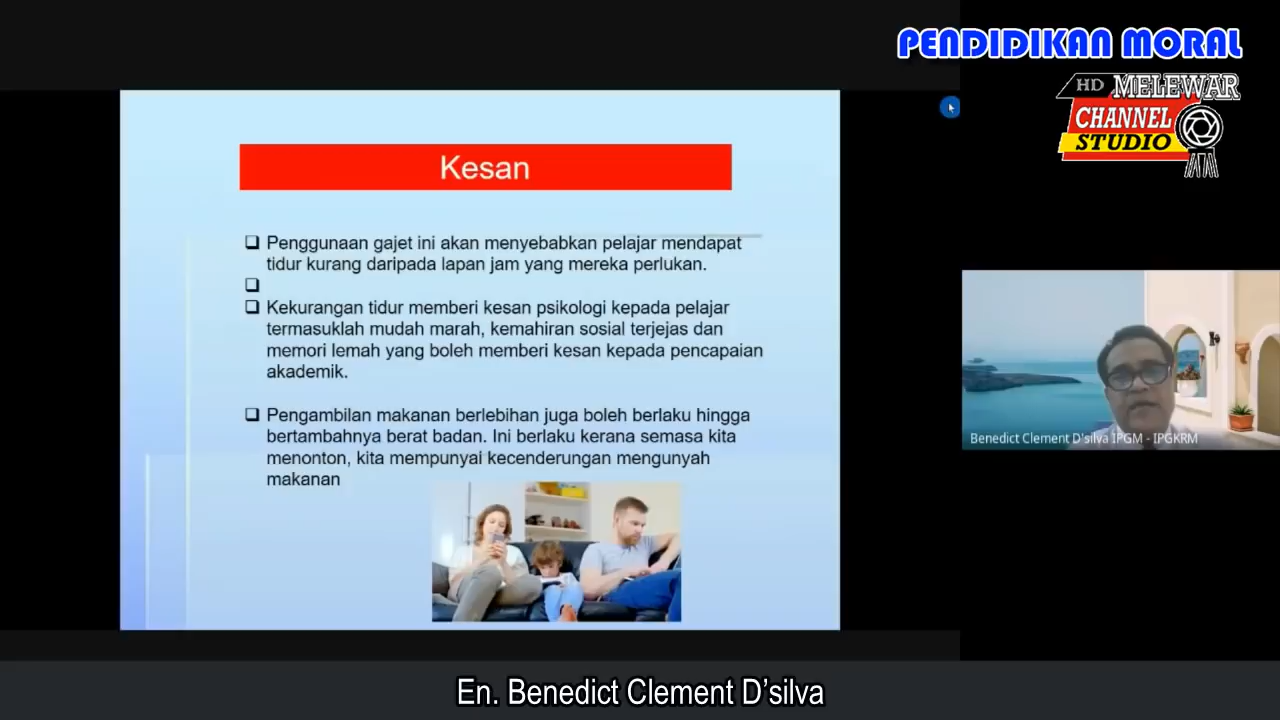 PENDIDIKAN MORAL
HD MELEWAR
CHANNEL
STUDIO
Kesan
❑ Penggunaan gajet ini akan menyebabkan pelajar mendapat
tidur kurang daripada lapan jam yang mereka perlukan.
❑
❑ Kekurangan tidur memberi kesan psikologi kepada pelajar
termasuklah mudah marah, kemahiran sosial terjejas dan
memori lemah yang boleh memberi kesan kepada pencapaian
akademik.
❑ Pengambilan makanan berlebihan juga boleh berlaku hingga
bertambahnya berat badan. Ini berlaku kerana semasa kita
menonton, kita mempunyai kecenderungan mengunyah
makanan
Benedict Clement D'silva IPGM - IPGKRM
En. Benedict Clement D’silva